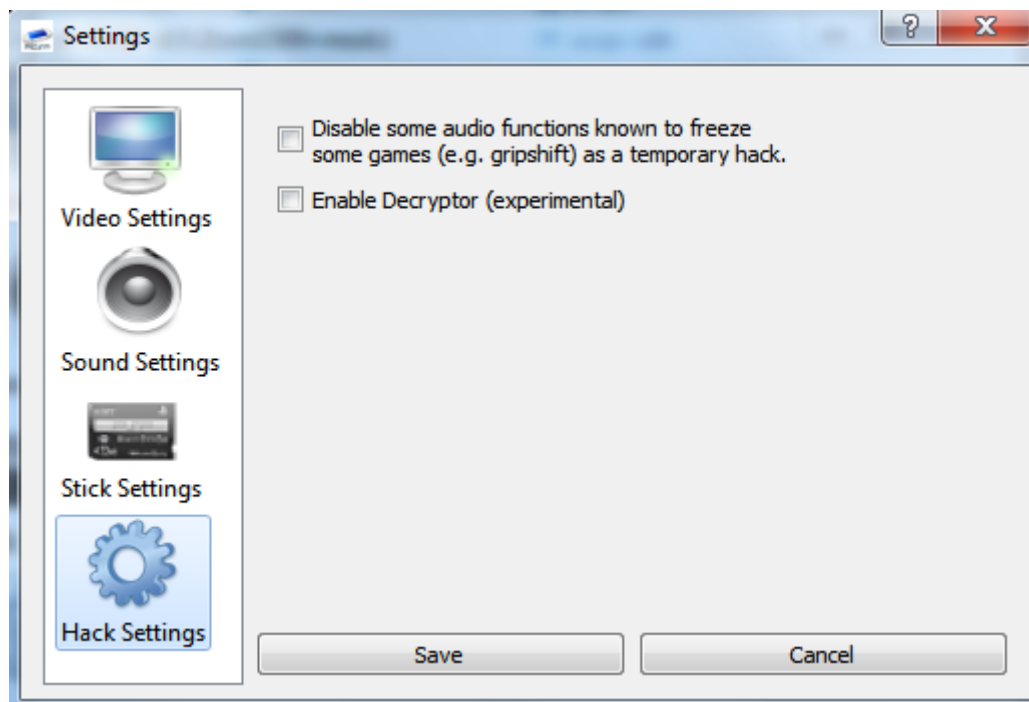 Settings
Video Settings
Sound Settings
Stick Settings
Hack Settings
Disable some audio functions known to freeze
some games (e.g. gripshift) as a temporary hack.
Enable Decryptor (experimental)
Save
Cancel